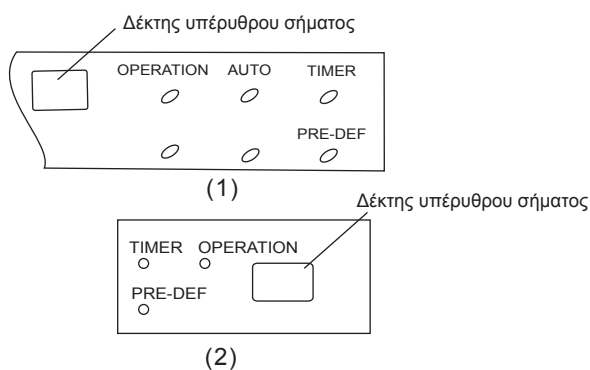 Δέκτης υπέρυθρου σήματος
OPERATION AUTO TIMER
PRE-DEF
(1)
Δέκτης υπέρυθρου σήματος
TIMER OPERATION
PRE-DEF
(2)